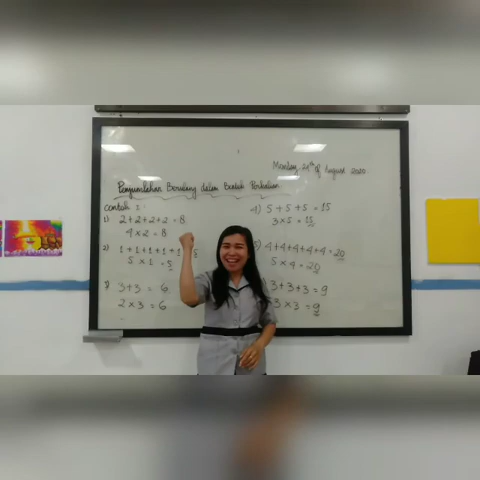 Monday, 24th of August 2020
Penjumlahan Berulang dalam Bentuk Perkalian
Contoh 1:
1) 2+2+2+2 = 8
4 x 2 = 8
2) 1+1+1+1+1 5
5 x 1 = 5
3) 3+3 = 6
2 x 3 = 6
4) 5+5+5 = 15
3 x 5 = 15
5) 4+4+4+4+4 = 20
5 x 4 = 20
3+3+3 = 9
3 x 3 = 9